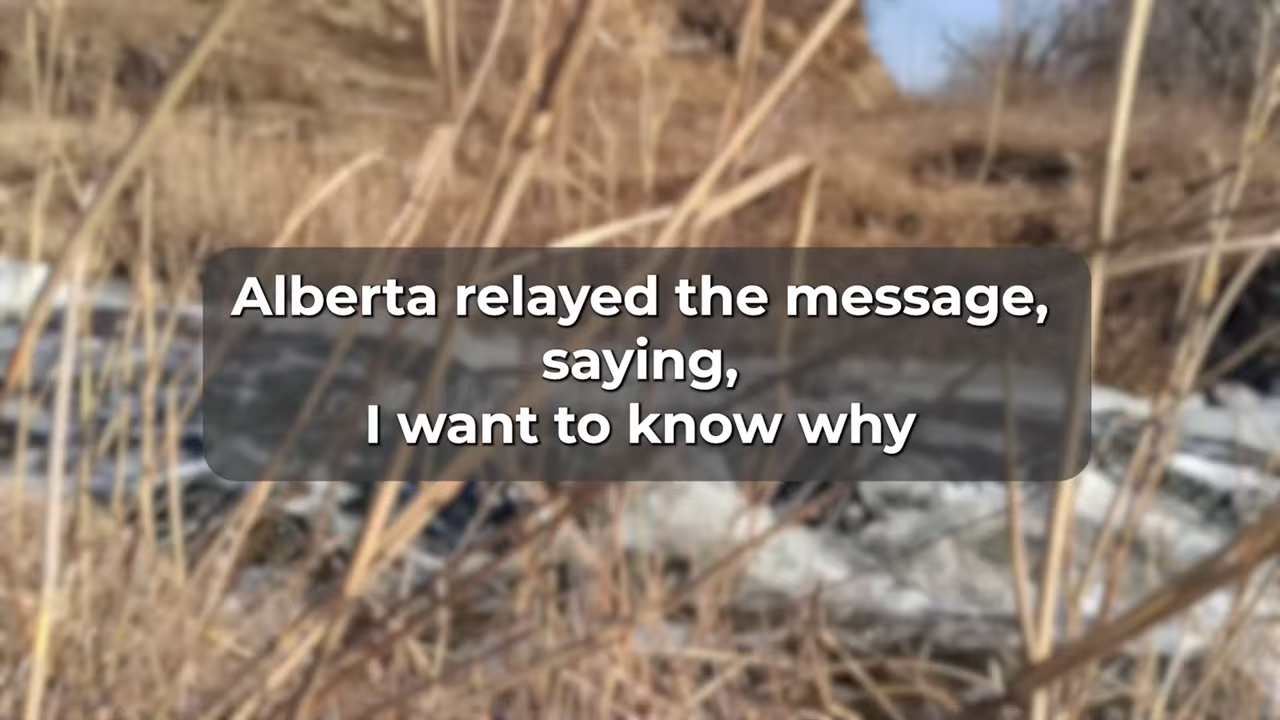 Alberta relayed the message,
saying,
I want to know why